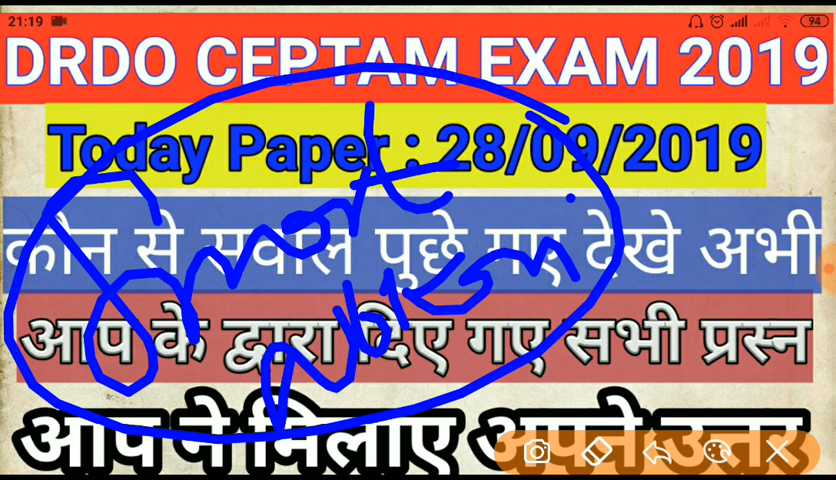 21:19 94
DRDO CEPTAM EXAM 2019
Today Paper : 28/09/2019
कौन से सवाल पुछे गए देखे अभी
आप के द्वारा दिए गए सभी प्रस्न
आप ने मिलाए अपने उत्तर